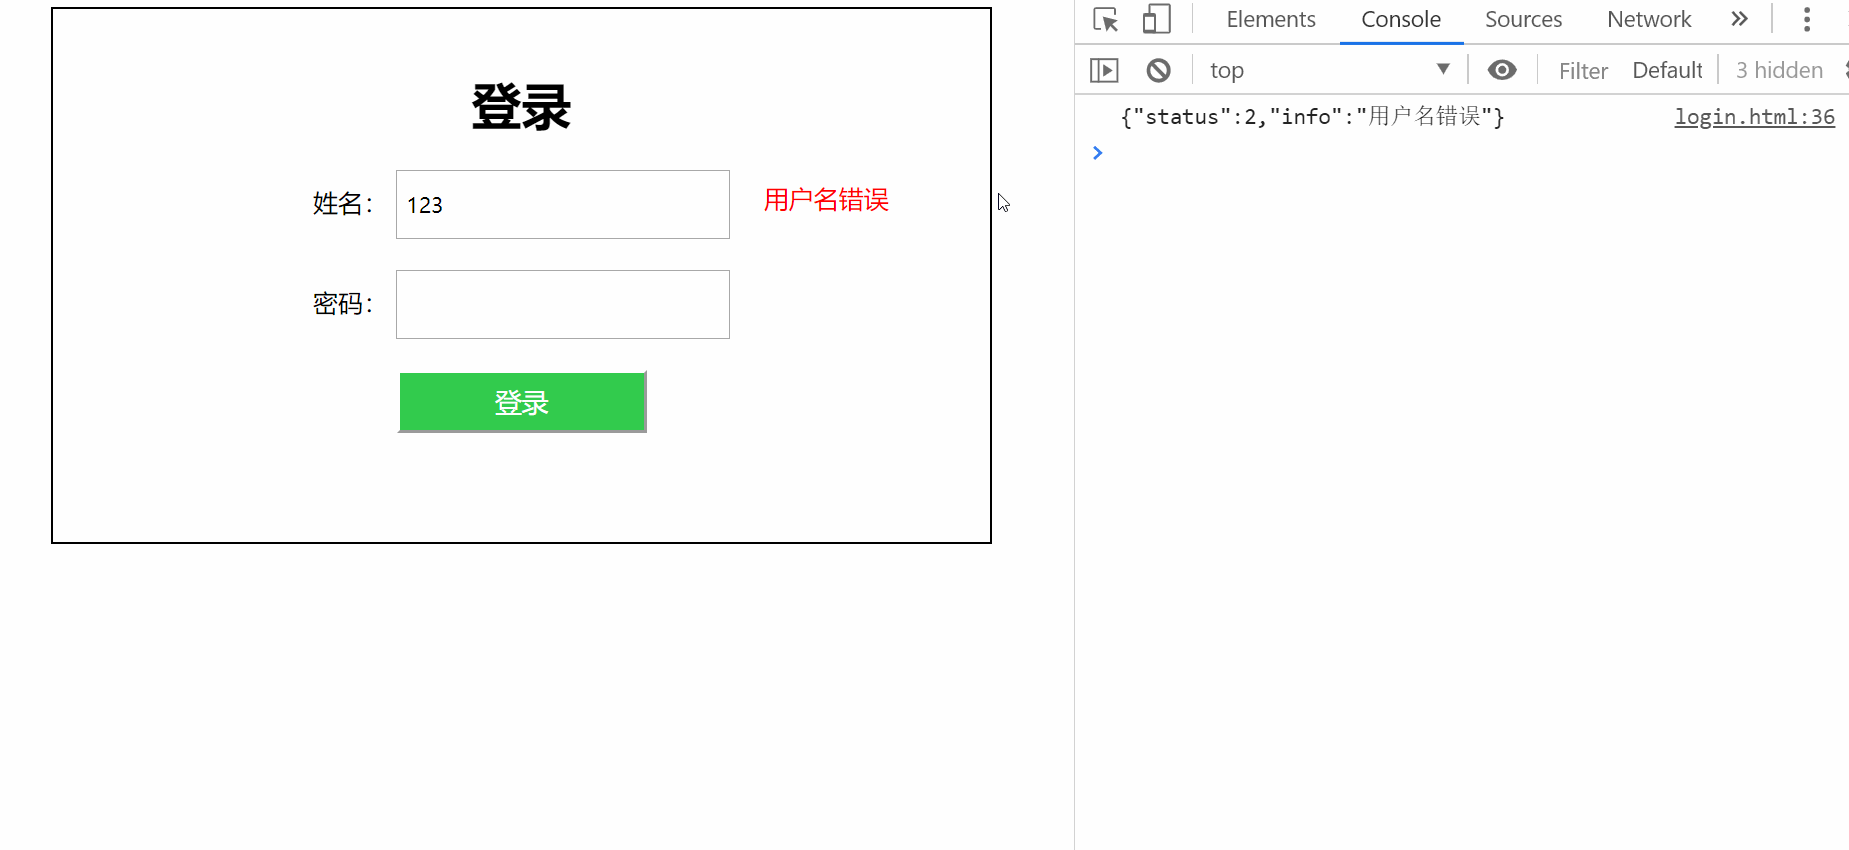 登录
姓名： 123 用户名错误
密码：
登录
Elements Console Sources Network
top Filter Default 3 hidden
{"status":2,"info":"用户名错误"} login.html:36